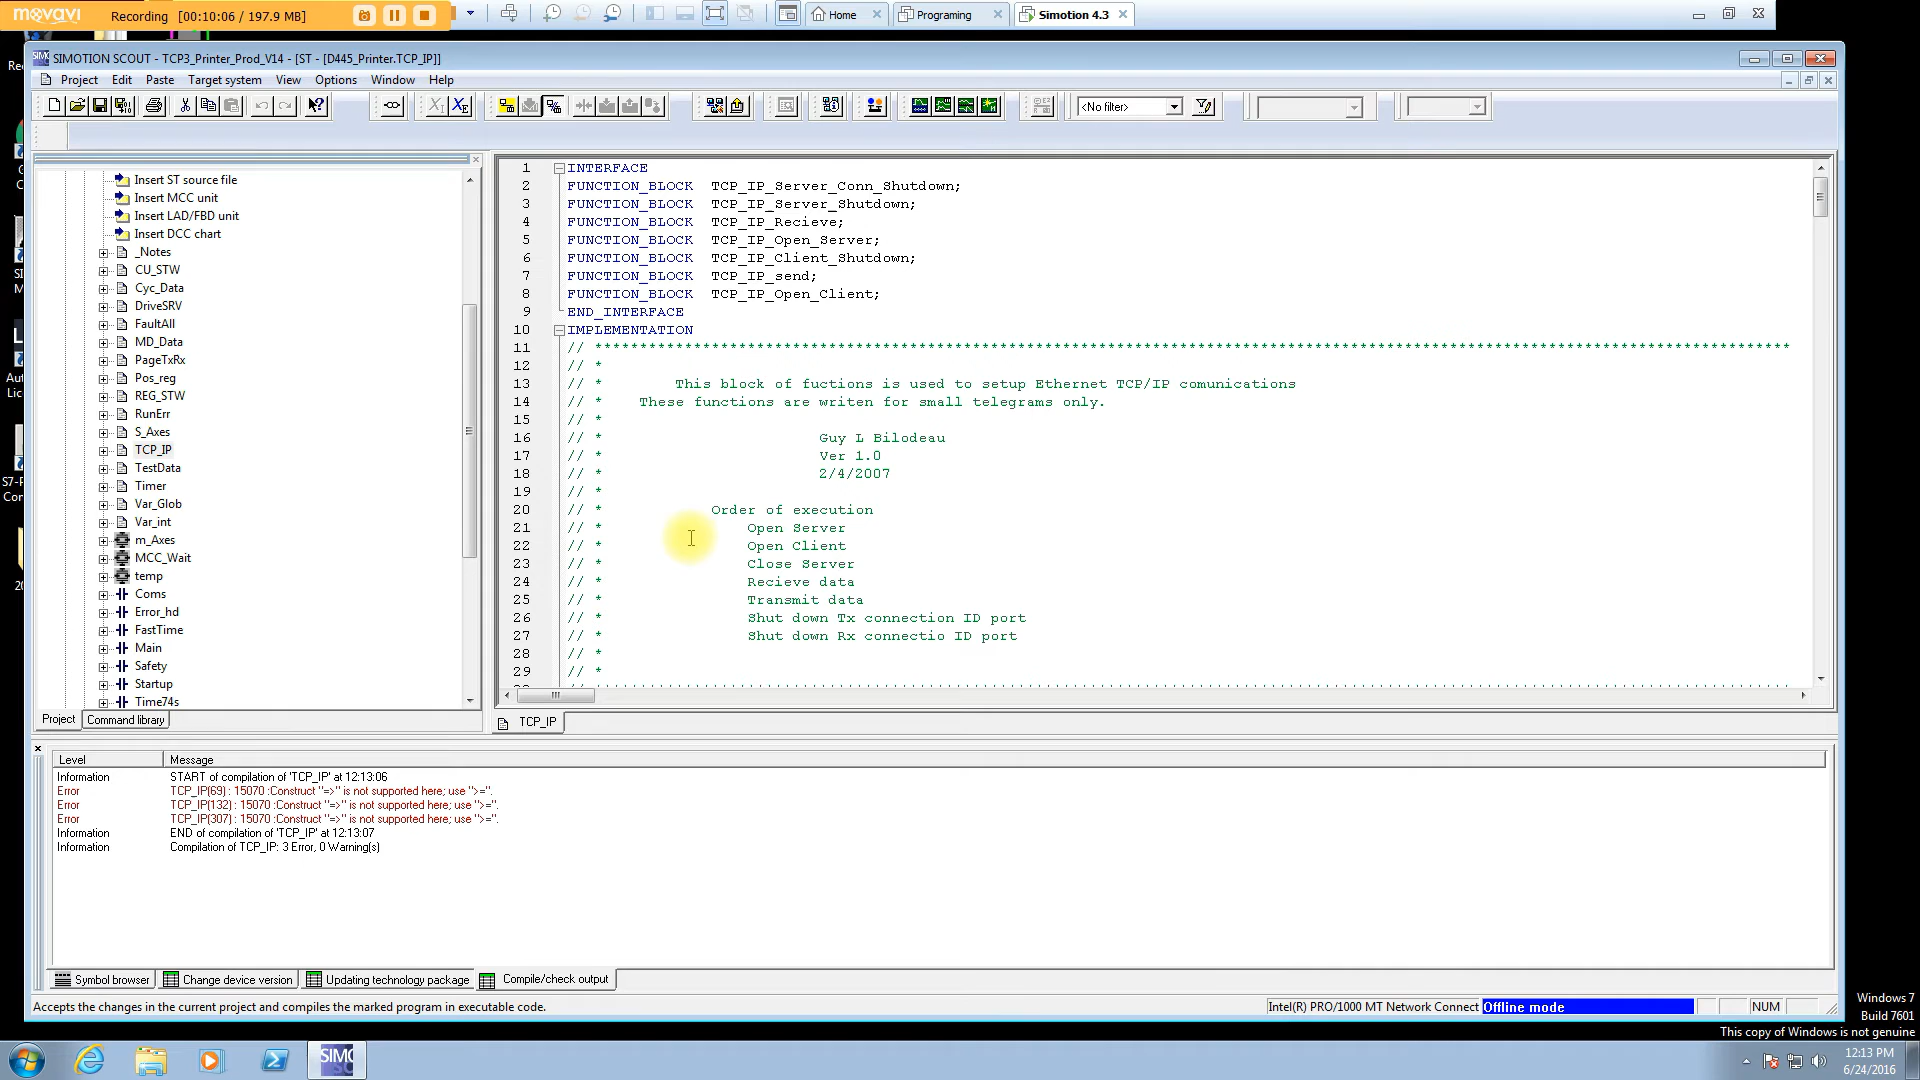 movavi Recording (00:10:06 / 197.9 MB)
Home Programing Simotion 4.3
SIMOTION SCOUT - TCP3_Printer_Prod_V14 - [ST - [D445_Printer.TCP_IP]]
Project Edit Paste Target system View Options Window Help
<No filter>
Insert ST source file
Insert MCC unit
Insert LAD/FBD unit
Insert DCC chart
_Notes
CU_STW
Cyc_Data
DriveSRV
FaultAll
MD_Data
PageTxRx
Pos_reg
REG_STW
RunErr
S_Axes
TCP_IP
TestData
Timer
Var_Glob
Var_int
m_Axes
MCC_Wait
temp
Coms
Error_hd
FastTime
Main
Safety
Startup
Time74s
Project Command library
1 INTERFACE
2 FUNCTION_BLOCK TCP_IP_Server_Conn_Shutdown;
3 FUNCTION_BLOCK TCP_IP_Server_Shutdown;
4 FUNCTION_BLOCK TCP_IP_Recieve;
5 FUNCTION_BLOCK TCP_IP_Open_Server;
6 FUNCTION_BLOCK TCP_IP_Client_Shutdown;
7 FUNCTION_BLOCK TCP_IP_send;
8 FUNCTION_BLOCK TCP_IP_Open_Client;
9 END_INTERFACE
10 IMPLEMENTATION
11 // *************************************************************************************************************************************
12 // *
13 // * This block of fuctions is used to setup Ethernet TCP/IP comunications
14 // * These functions are writen for small telegrams only.
15 // *
16 // * Guy L Bilodeau
17 // * Ver 1.0
18 // * 2/4/2007
19 // *
20 // * Order of execution
21 // * Open Server
22 // * Open Client
23 // * Close Server
24 // * Recieve data
25 // * Transmit data
26 // * Shut down Tx connection ID port
27 // * Shut down Rx connectio ID port
28 // *
29 // *
TCP_IP
Level Message
Information START of compilation of 'TCP_IP' at 12:13:06
Error TCP_IP(69) : 15070 :Construct "=>" is not supported here; use ">=".
Error TCP_IP(132) : 15070 :Construct "=>" is not supported here; use ">=".
Error TCP_IP(307) : 15070 :Construct "=>" is not supported here; use ">=".
Information END of compilation of 'TCP_IP' at 12:13:07
Information Compilation of TCP_IP: 3 Error, 0 Warning(s)
Symbol browser Change device version Updating technology package Compile/check output
Accepts the changes in the current project and compiles the marked program in executable code. Intel(R) PRO/1000 MT Network Connect Offline mode NUM
Windows 7
Build 7601
This copy of Windows is not genuine
12:13 PM
6/24/2016